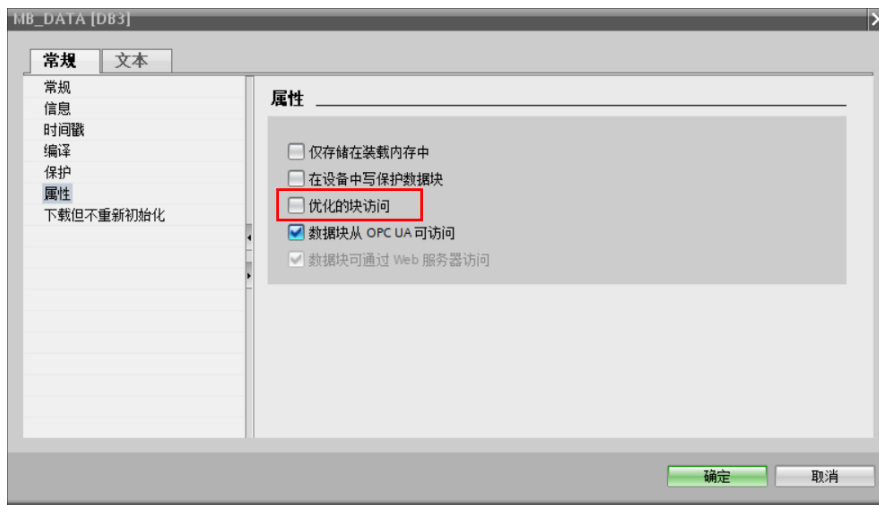 MB_DATA [DB3]
常规 文本
常规
信息
时间戳
编译
保护
属性
下载但不重新初始化
属性
仅存储在装载内存中
在设备中写保护数据块
优化的块访问
数据块从 OPC UA 可访问
数据块可通过 Web 服务器访问
确定 取消